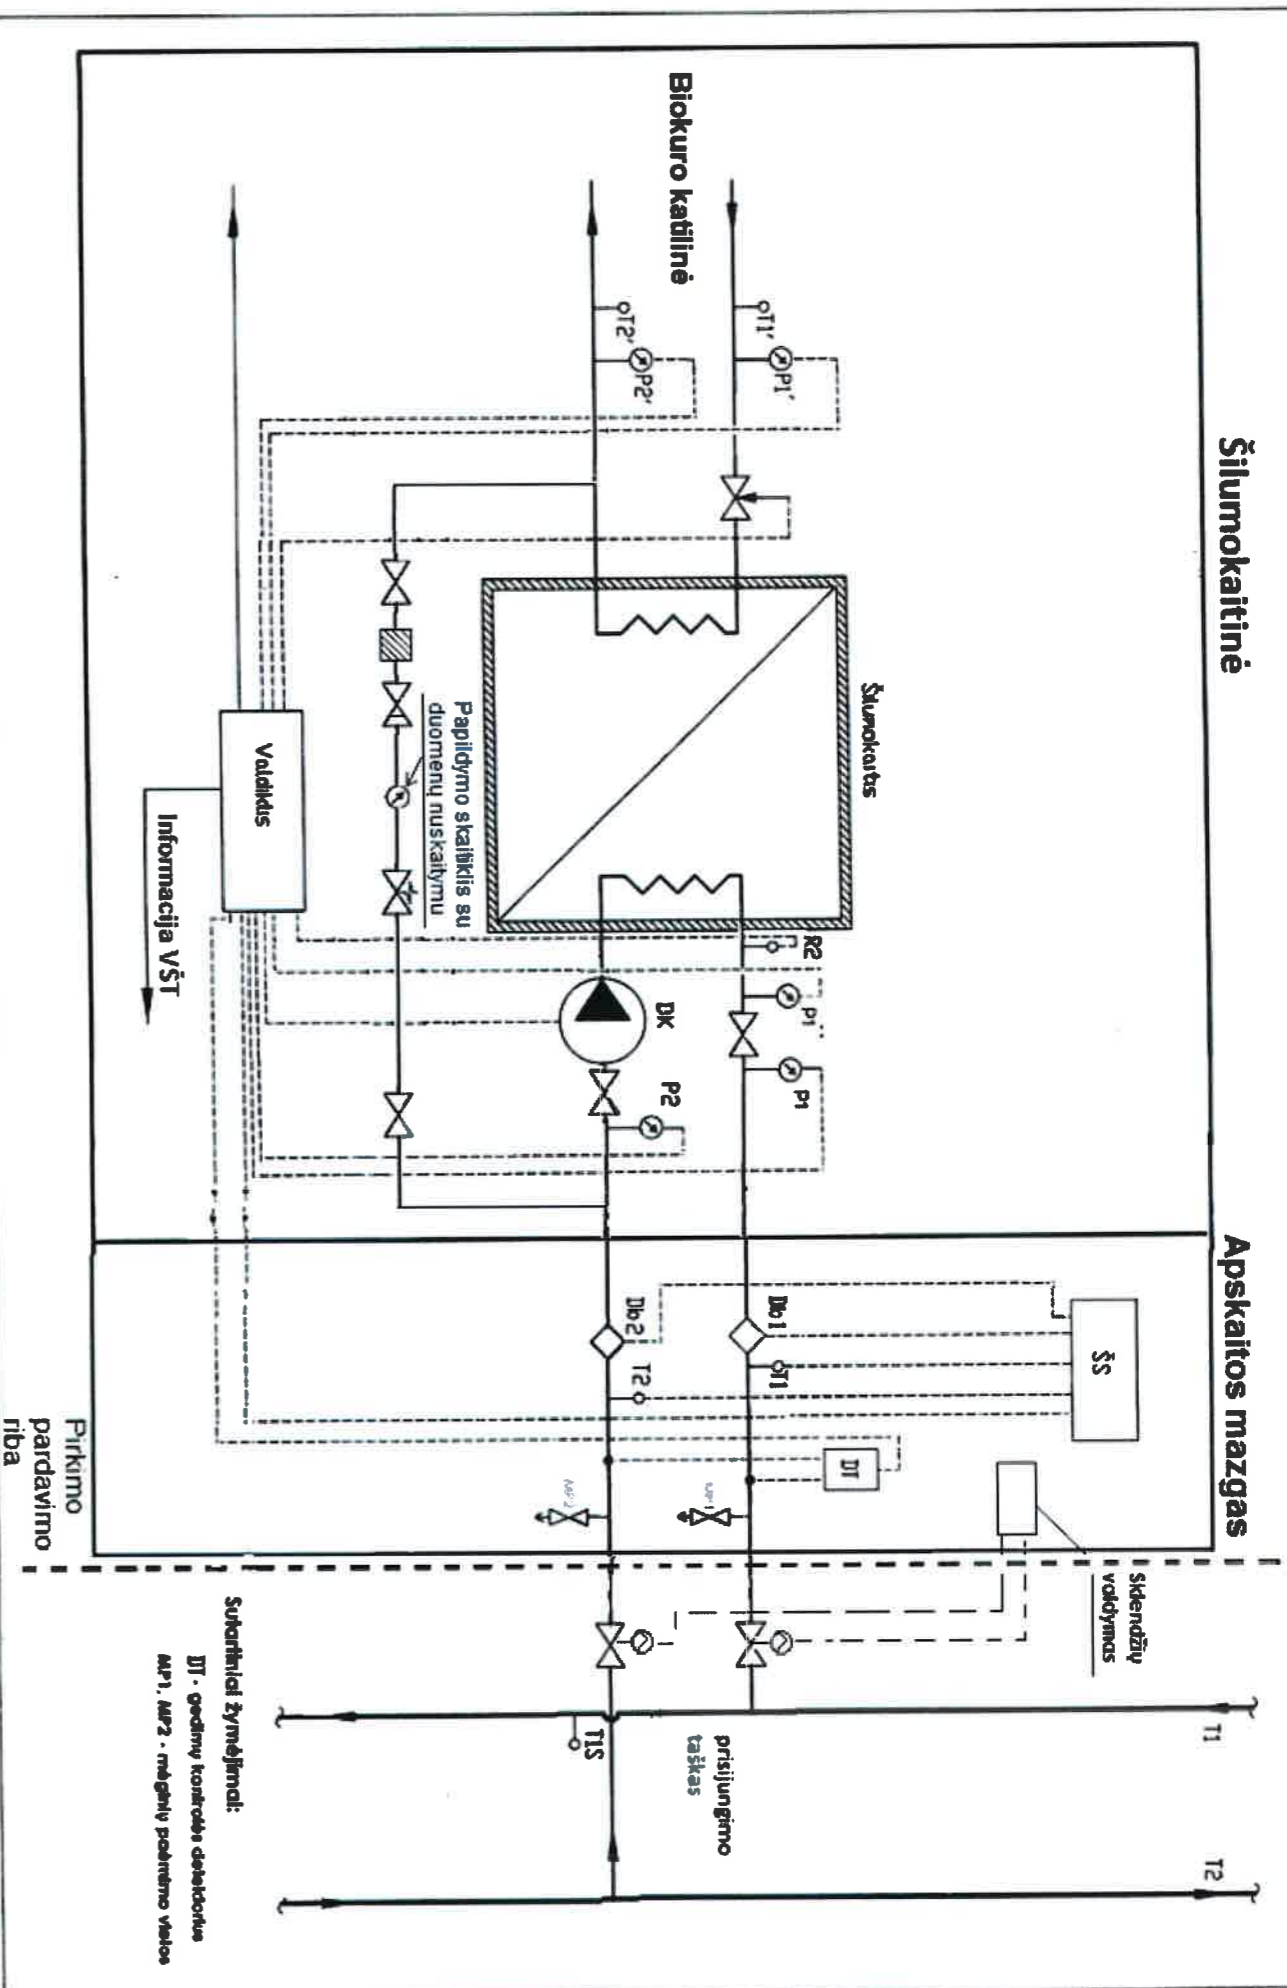 Šilumokaitinė
Apskaitos mazgas
Biokuro katilinė
T1'
P1'
T2'
P2'
Šilumokaitis
R2
P1''
P1
DK
P2
Papildymo skaitiklis su
duomenų nuskaitymu
Valdiklis
Informacija VŠT
ŠS
Db1
T1
Db2
T2
DT
MP1
MP2
Sklendžių
valdymas
Pirkimo
pardavimo
riba
T1
T2
prisijungimo
taškas
T1S
Sutartiniai žymėjimai:
DT - gedimų kontrolės detektorius
MP1, MP2 - mėginių paėmimo vietos